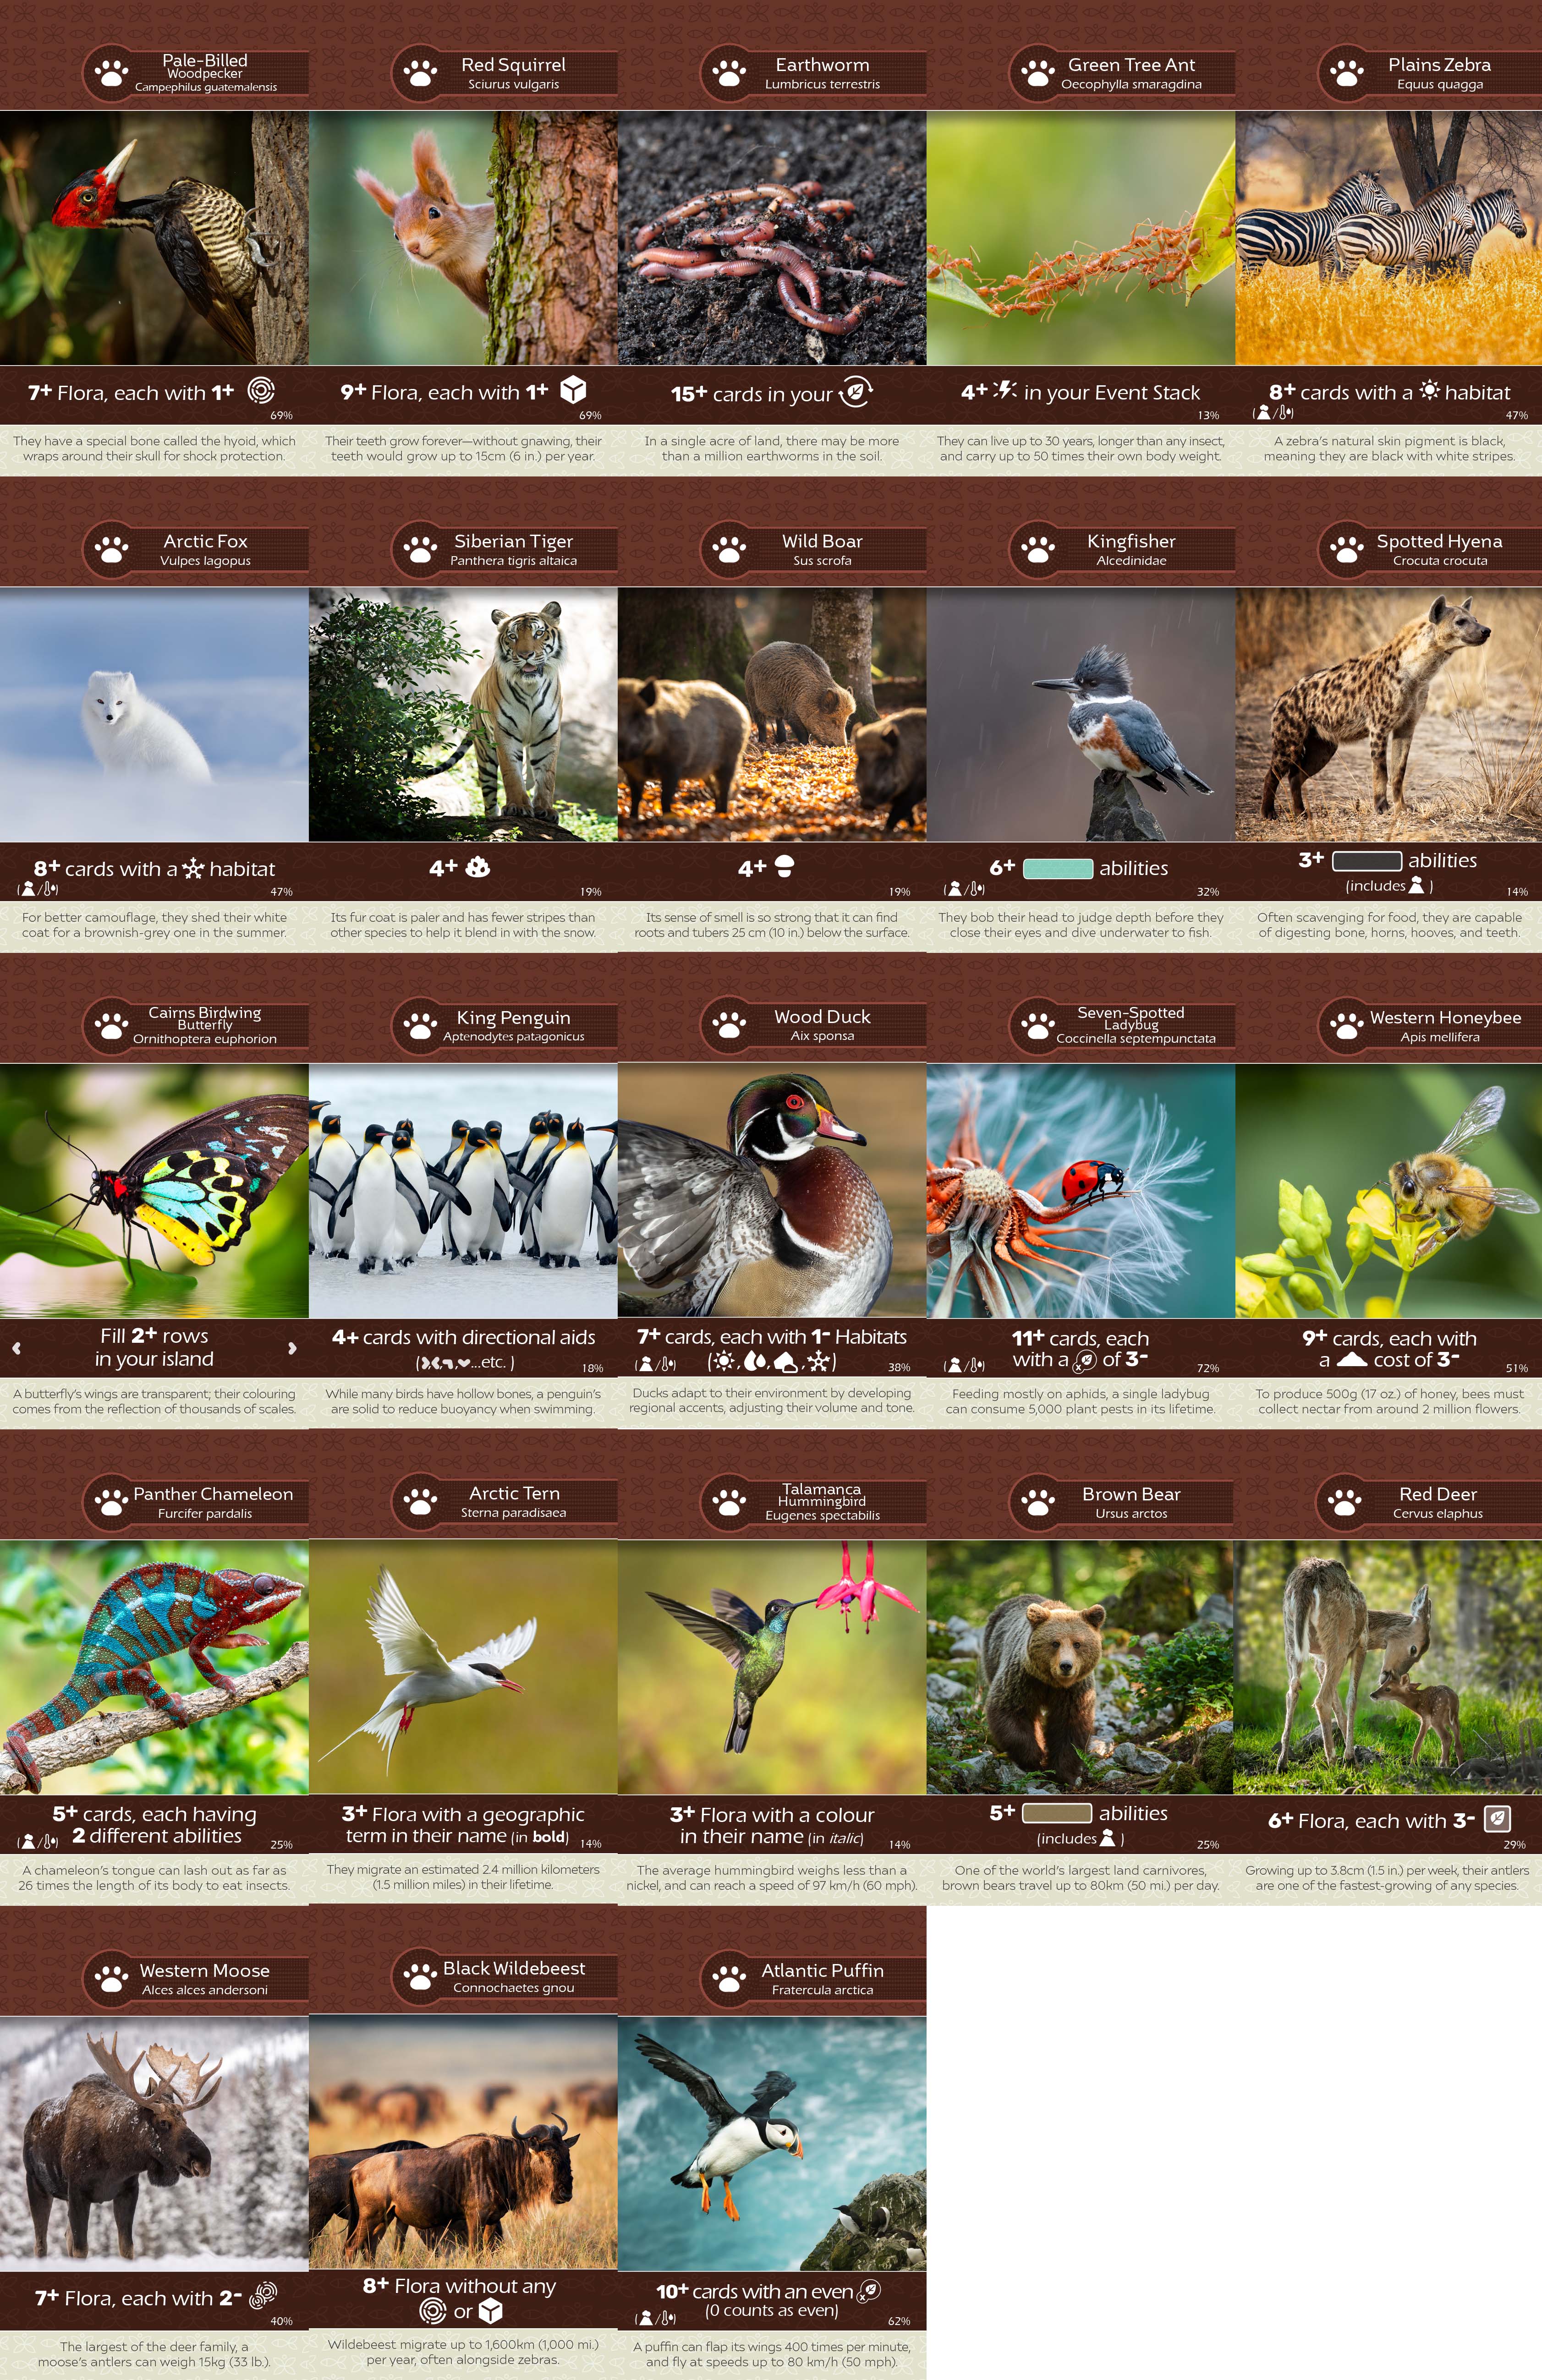 Pale-Billed
Woodpecker
Campephilus guatemalensis
7+ Flora, each with 1+
69%
They have a special bone called the hyoid, which
wraps around their skull for shock protection.
Red Squirrel
Sciurus vulgaris
9+ Flora, each with 1+
69%
Their teeth grow forever—without gnawing, their
teeth would grow up to 15cm (6 in.) per year.
Earthworm
Lumbricus terrestris
15+ cards in your
In a single acre of land, there may be more
than a million earthworms in the soil.
Green Tree Ant
Oecophylla smaragdina
4+ in your Event Stack
13%
They can live up to 30 years, longer than any insect,
and carry up to 50 times their own body weight.
Plains Zebra
Equus quagga
8+ cards with a habitat
( / )
47%
A zebra's natural skin pigment is black,
meaning they are black with white stripes.
Arctic Fox
Vulpes lagopus
8+ cards with a habitat
( / )
47%
For better camouflage, they shed their white
coat for a brownish-grey one in the summer.
Siberian Tiger
Panthera tigris altaica
4+
19%
Its fur coat is paler and has fewer stripes than
other species to help it blend in with the snow.
Wild Boar
Sus scrofa
4+
19%
Its sense of smell is so strong that it can find
roots and tubers 25 cm (10 in.) below the surface.
Kingfisher
Alcedinidae
6+ abilities
( / )
32%
They bob their head to judge depth before they
close their eyes and dive underwater to fish.
Spotted Hyena
Crocuta crocuta
3+ abilities
(includes )
14%
Often scavenging for food, they are capable
of digesting bone, horns, hooves, and teeth.
Cairns Birdwing
Butterfly
Ornithoptera euphorion
Fill 2+ rows
in your island
A butterfly's wings are transparent; their colouring
comes from the reflection of thousands of scales.
King Penguin
Aptenodytes patagonicus
4+ cards with directional aids
( , , , ...etc. )
18%
While many birds have hollow bones, a penguin's
are solid to reduce buoyancy when swimming.
Wood Duck
Aix sponsa
7+ cards, each with 1- Habitats
( / ) ( , , , )
38%
Ducks adapt to their environment by developing
regional accents, adjusting their volume and tone.
Seven-Spotted
Ladybug
Coccinella septempunctata
11+ cards, each
with a of 3-
( / )
72%
Feeding mostly on aphids, a single ladybug
can consume 5,000 plant pests in its lifetime.
Western Honeybee
Apis mellifera
9+ cards, each with
a cost of 3-
51%
To produce 500g (17 oz.) of honey, bees must
collect nectar from around 2 million flowers.
Panther Chameleon
Furcifer pardalis
5+ cards, each having
2 different abilities
( / )
25%
A chameleon's tongue can lash out as far as
26 times the length of its body to eat insects.
Arctic Tern
Sterna paradisaea
3+ Flora with a geographic
term in their name (in bold)
14%
They migrate an estimated 2.4 million kilometers
(1.5 million miles) in their lifetime.
Talamanca
Hummingbird
Eugenes spectabilis
3+ Flora with a colour
in their name (in italic)
14%
The average hummingbird weighs less than a
nickel, and can reach a speed of 97 km/h (60 mph).
Brown Bear
Ursus arctos
5+ abilities
(includes )
25%
One of the world's largest land carnivores,
brown bears travel up to 80km (50 mi.) per day.
Red Deer
Cervus elaphus
6+ Flora, each with 3-
29%
Growing up to 3.8cm (1.5 in.) per week, their antlers
are one of the fastest-growing of any species.
Western Moose
Alces alces andersoni
7+ Flora, each with 2-
40%
The largest of the deer family, a
moose's antlers can weigh 15kg (33 lb.).
Black Wildebeest
Connochaetes gnou
8+ Flora without any
or
Wildebeest migrate up to 1,600km (1,000 mi.)
per year, often alongside zebras.
Atlantic Puffin
Fratercula arctica
10+ cards with an even
(0 counts as even)
( / )
62%
A puffin can flap its wings 400 times per minute,
and fly at speeds up to 80 km/h (50 mph).